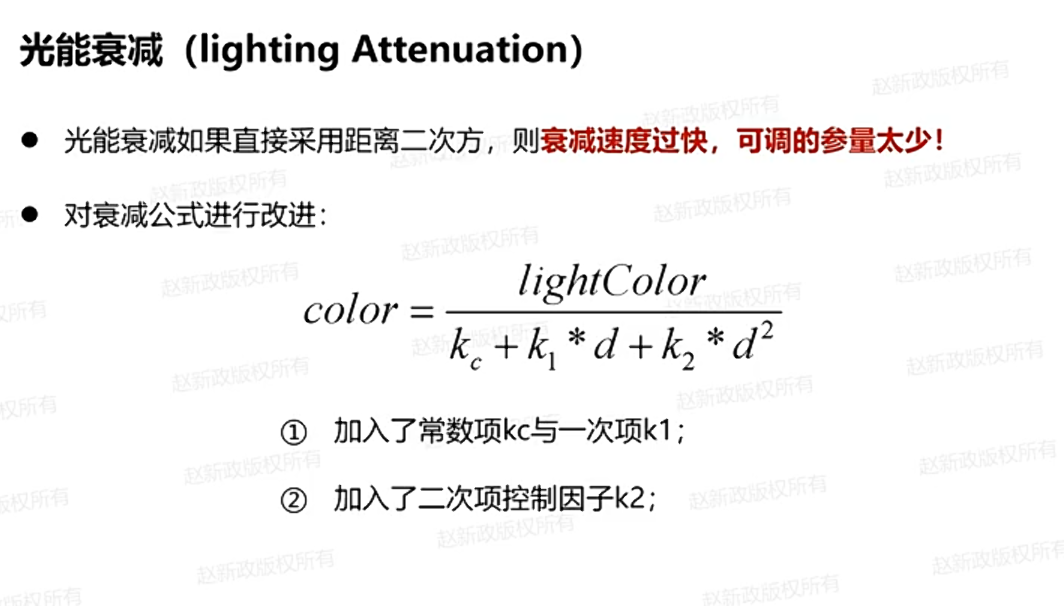 光能衰减（lighting Attenuation）
● 光能衰减如果直接采用距离二次方，则衰减速度过快，可调的参量太少！
● 对衰减公式进行改进：
color = lightColor / (k_c + k_1 * d + k_2 * d^2)
① 加入了常数项kc与一次项k1；
② 加入了二次项控制因子k2；
赵新政版权所有